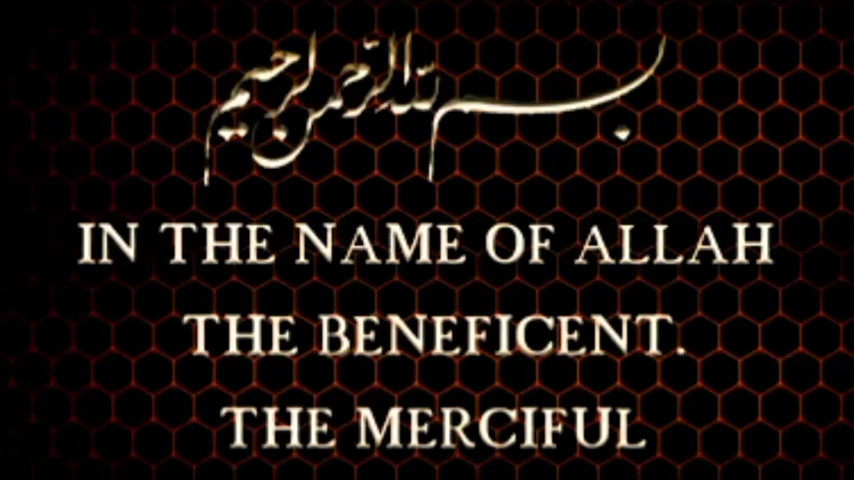 بسم الله الرحمن الرحيم
IN THE NAME OF ALLAH
THE BENEFICENT.
THE MERCIFUL